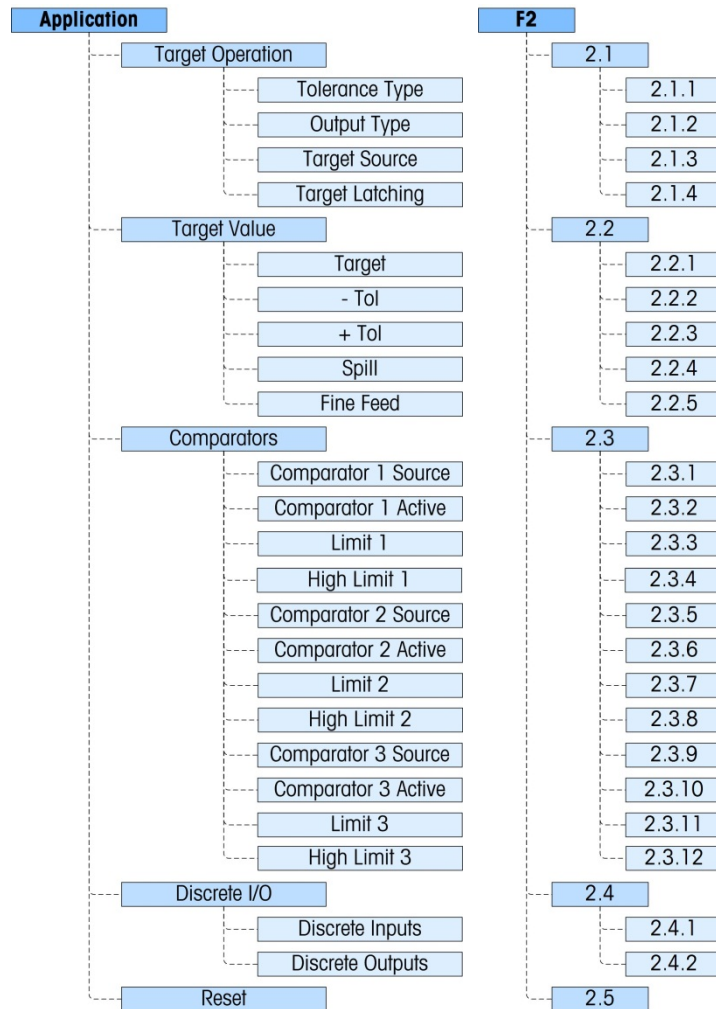 Application F2
Target Operation 2.1
Tolerance Type 2.1.1
Output Type 2.1.2
Target Source 2.1.3
Target Latching 2.1.4
Target Value 2.2
Target 2.2.1
- Tol 2.2.2
+ Tol 2.2.3
Spill 2.2.4
Fine Feed 2.2.5
Comparators 2.3
Comparator 1 Source 2.3.1
Comparator 1 Active 2.3.2
Limit 1 2.3.3
High Limit 1 2.3.4
Comparator 2 Source 2.3.5
Comparator 2 Active 2.3.6
Limit 2 2.3.7
High Limit 2 2.3.8
Comparator 3 Source 2.3.9
Comparator 3 Active 2.3.10
Limit 3 2.3.11
High Limit 3 2.3.12
Discrete I/O 2.4
Discrete Inputs 2.4.1
Discrete Outputs 2.4.2
Reset 2.5